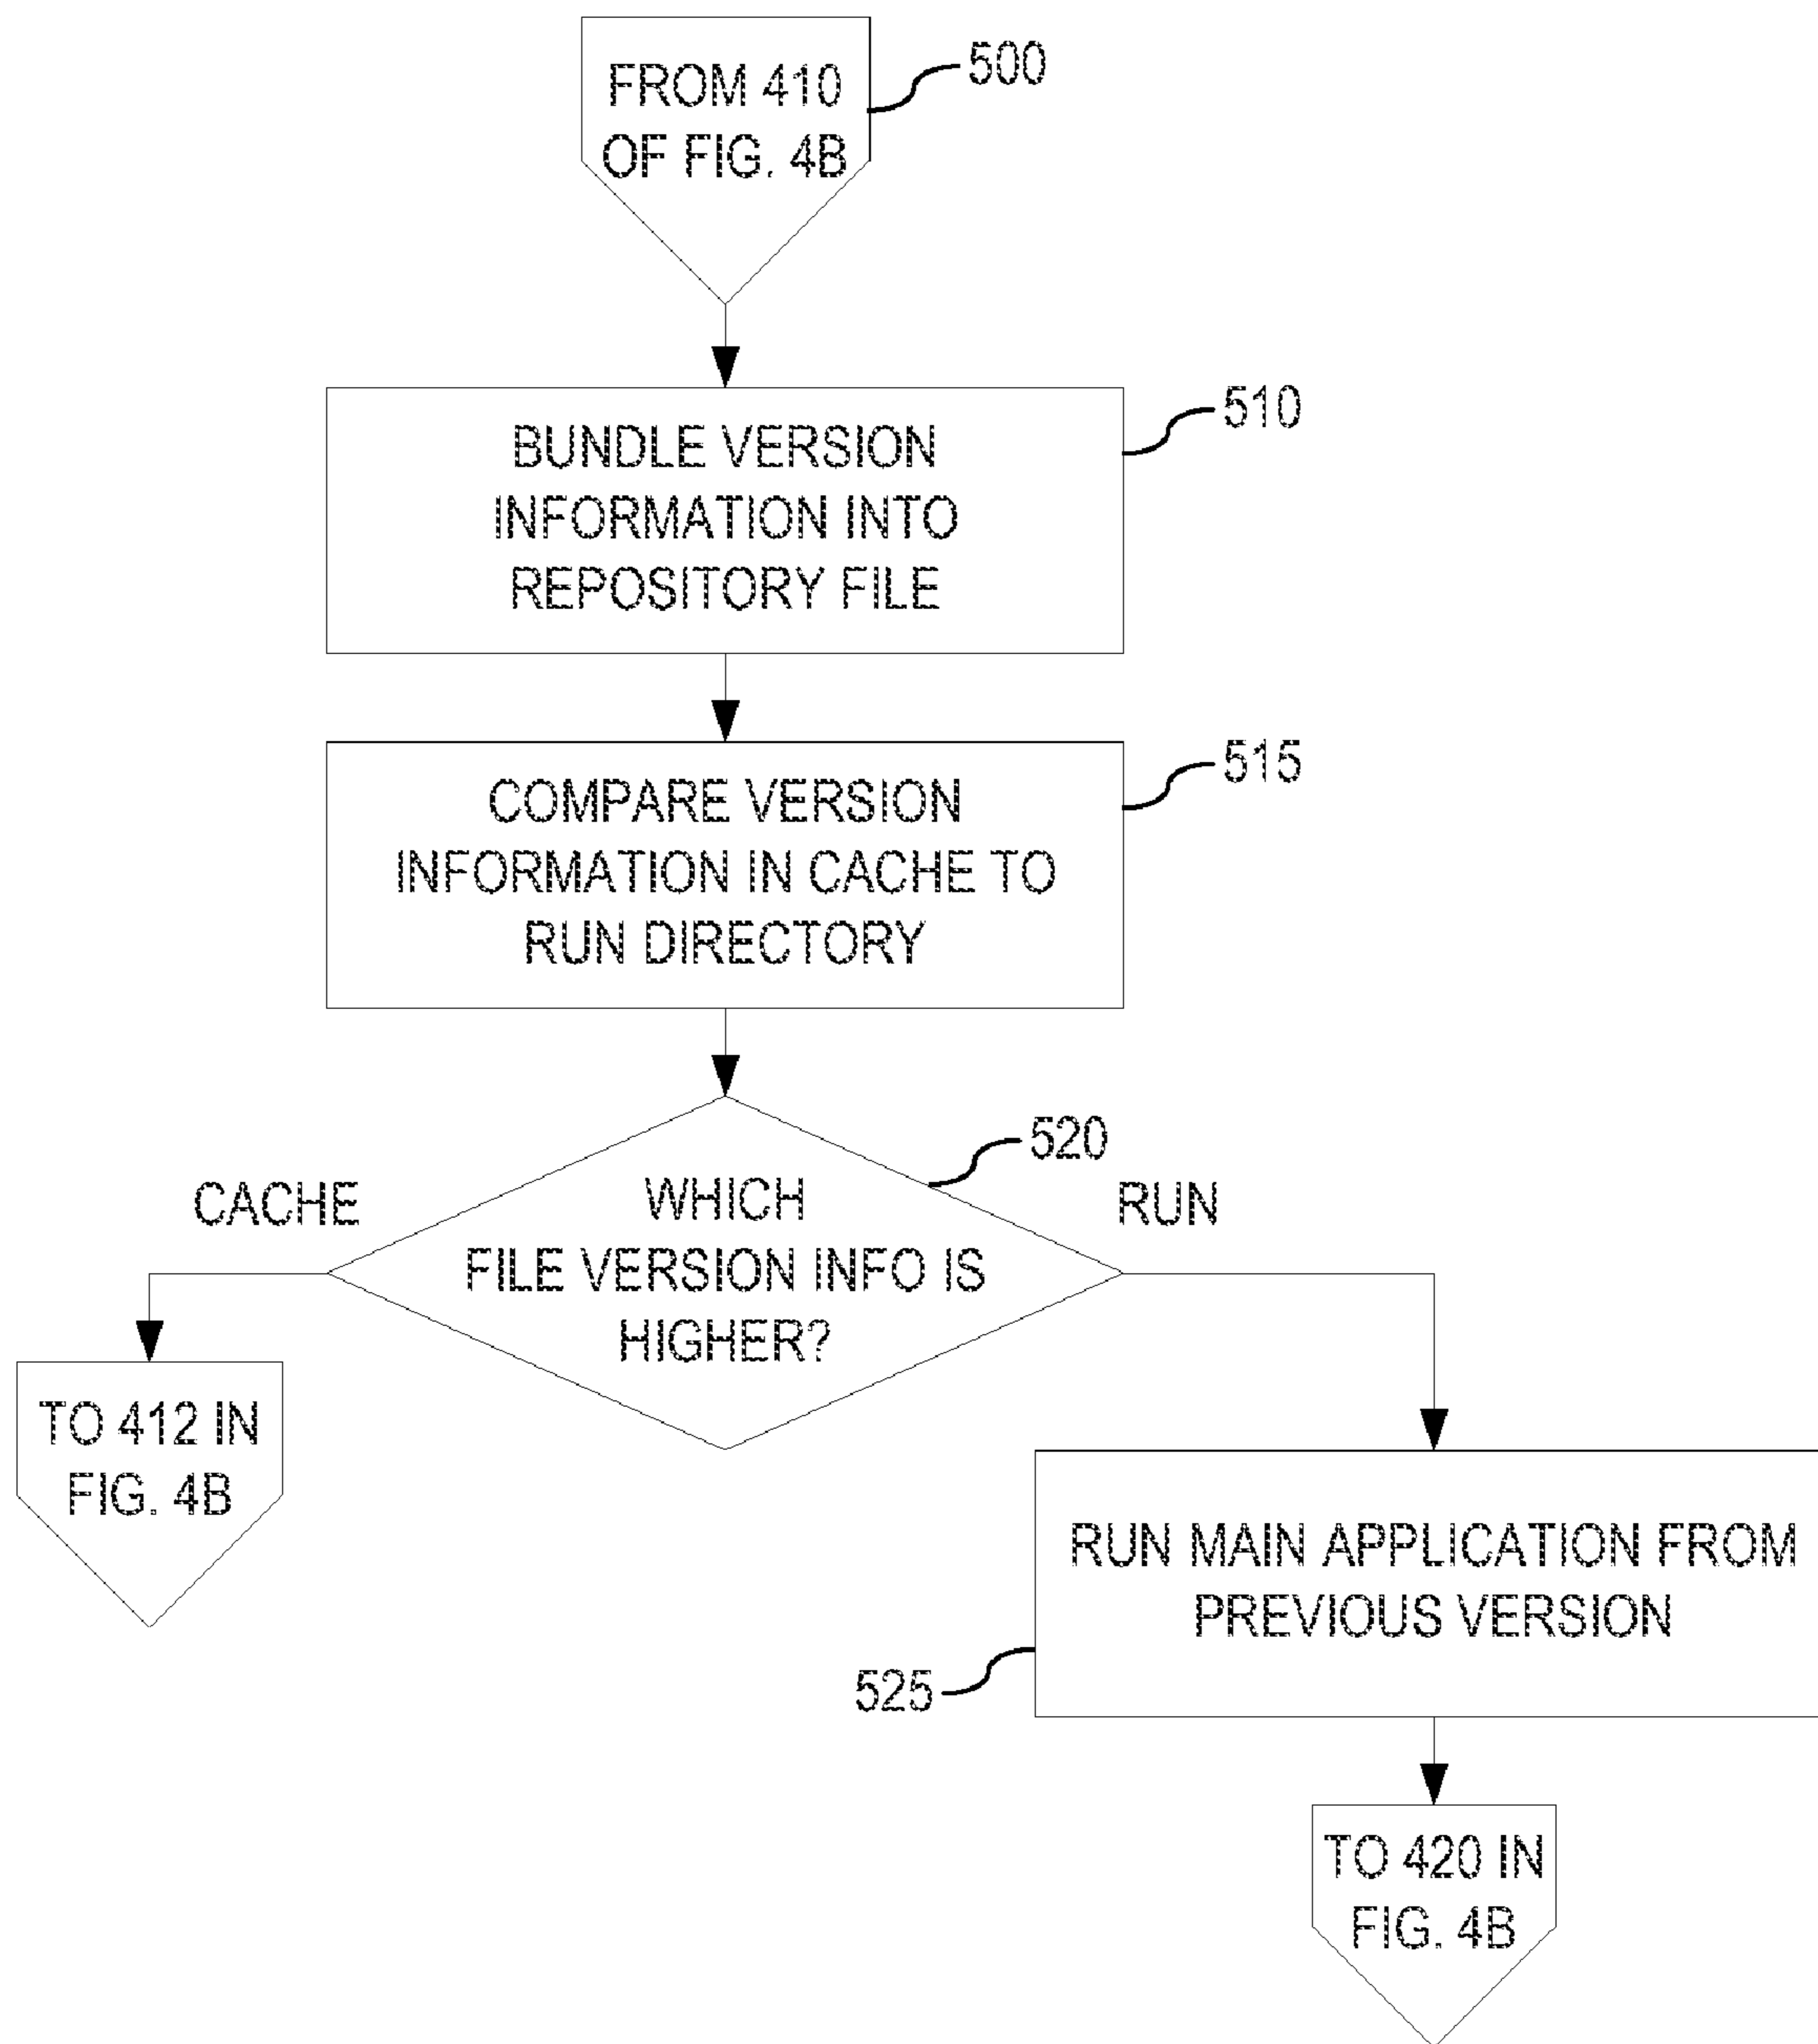 FROM 410
OF FIG. 4B
500
BUNDLE VERSION
INFORMATION INTO
REPOSITORY FILE
510
COMPARE VERSION
INFORMATION IN CACHE TO
RUN DIRECTORY
515
520
CACHE
WHICH
FILE VERSION INFO IS
HIGHER?
RUN
TO 412 IN
FIG. 4B
RUN MAIN APPLICATION FROM
PREVIOUS VERSION
525
TO 420 IN
FIG. 4B